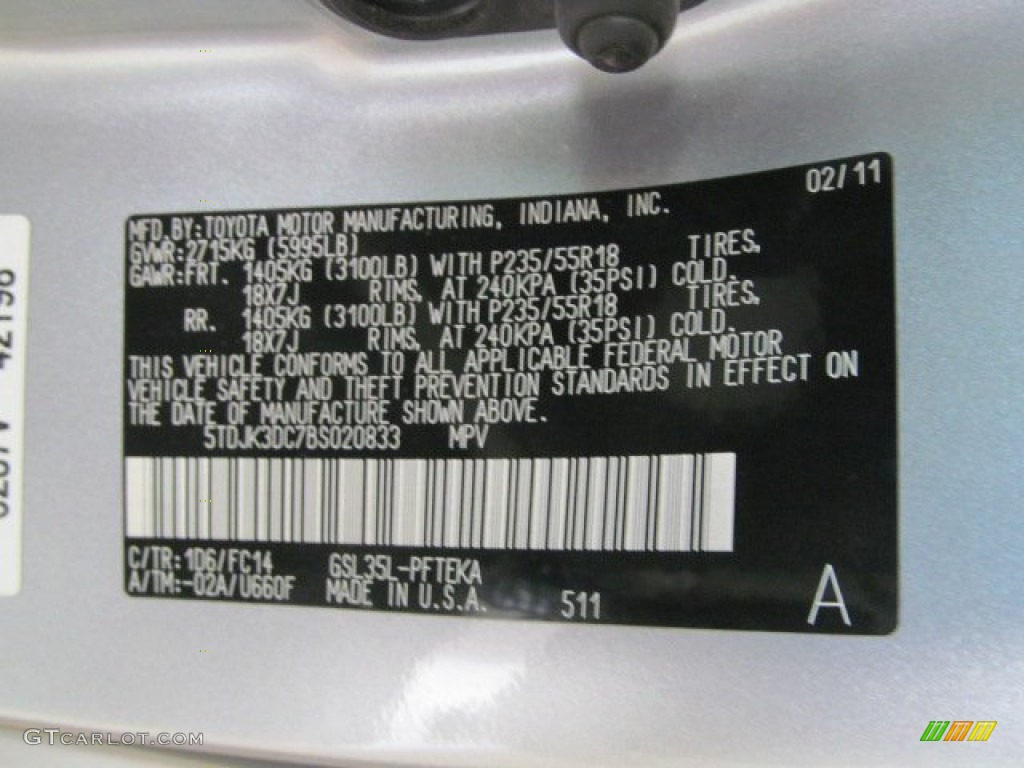 02/11
MFD. BY: TOYOTA MOTOR MANUFACTURING, INDIANA, INC.
GVWR: 2715KG (5995LB)
GAWR: FRT. 1405KG (3100LB) WITH P235/55R18 TIRES,
18X7J RIMS, AT 240KPA (35PSI) COLD.
RR. 1405KG (3100LB) WITH P235/55R18 TIRES,
18X7J RIMS, AT 240KPA (35PSI) COLD.
THIS VEHICLE CONFORMS TO ALL APPLICABLE FEDERAL MOTOR
VEHICLE SAFETY AND THEFT PREVENTION STANDARDS IN EFFECT ON
THE DATE OF MANUFACTURE SHOWN ABOVE.
5TDJK3DC7BS020833 MPV
C/TR: 1D6/FC14 GSL35L-PFTEKA
A/TM: -02A/U660F MADE IN U.S.A. 511
A
42196
GTCARLOT.COM